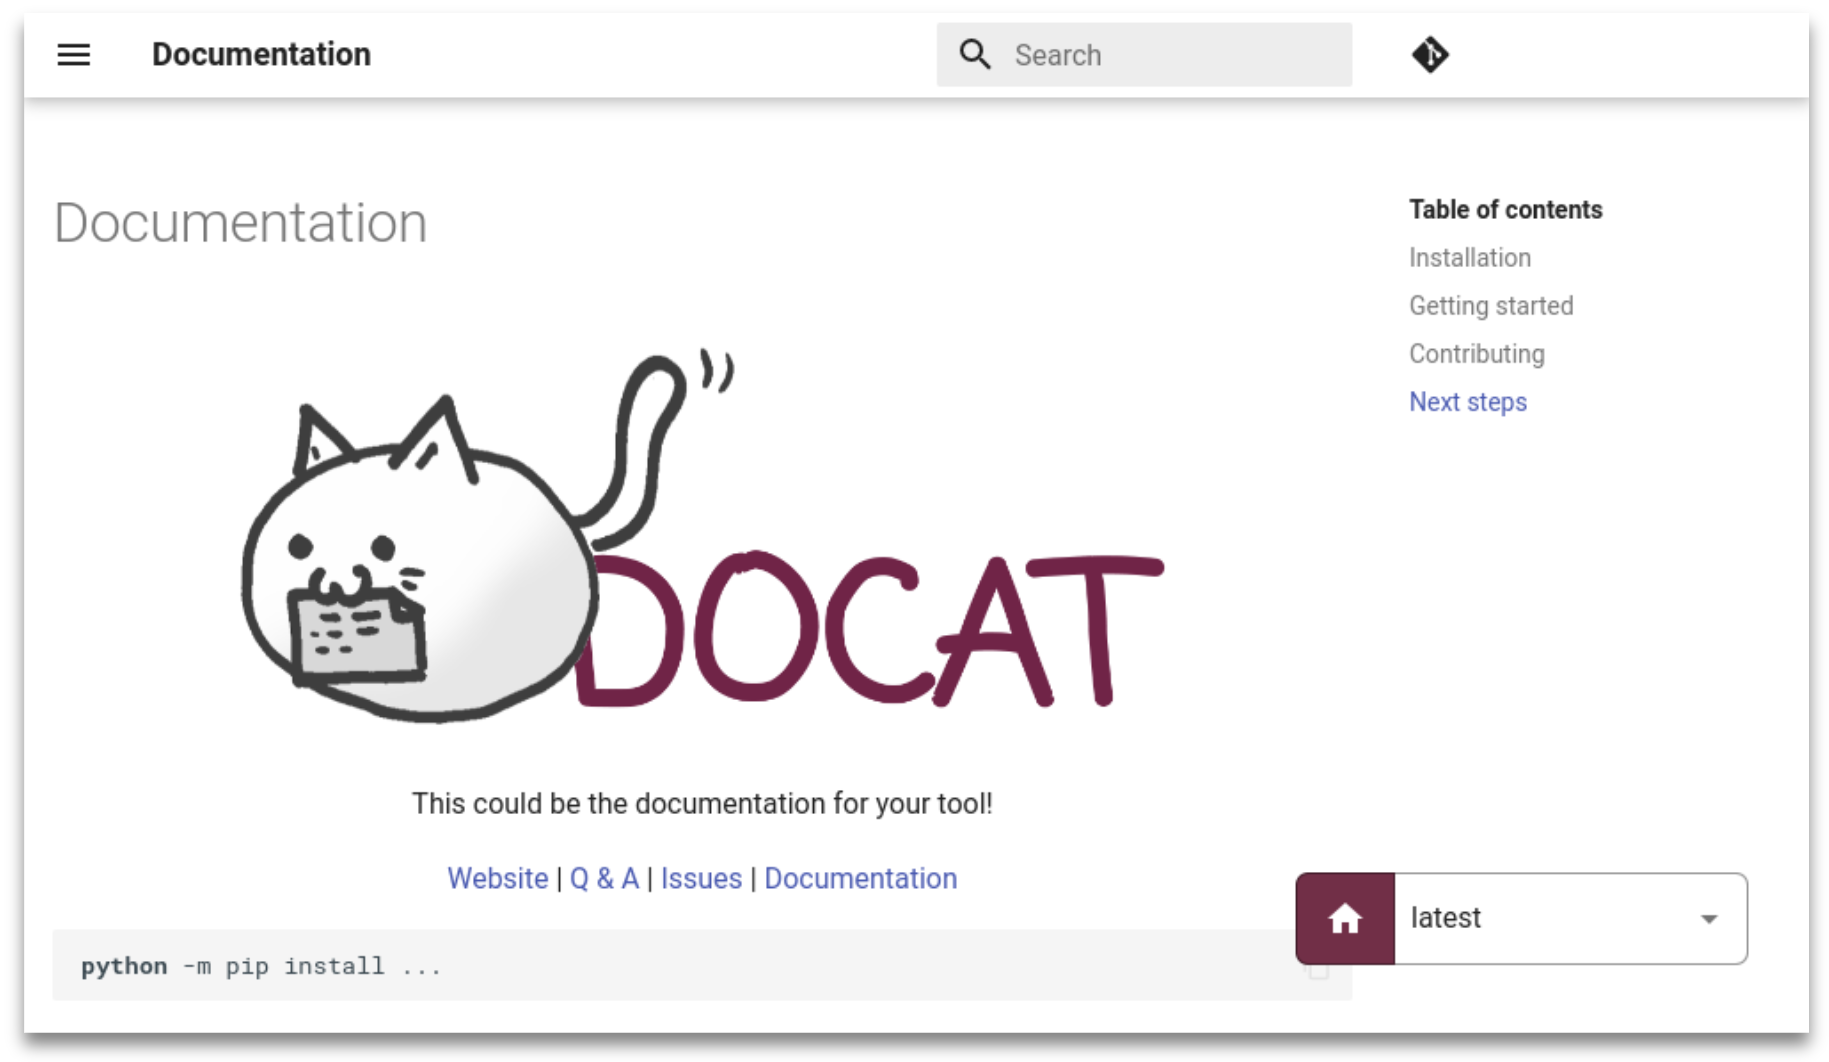 Documentation
Search
Documentation
Table of contents
Installation
Getting started
Contributing
Next steps
DOCAT
This could be the documentation for your tool!
Website | Q & A | Issues | Documentation
latest
python -m pip install ...